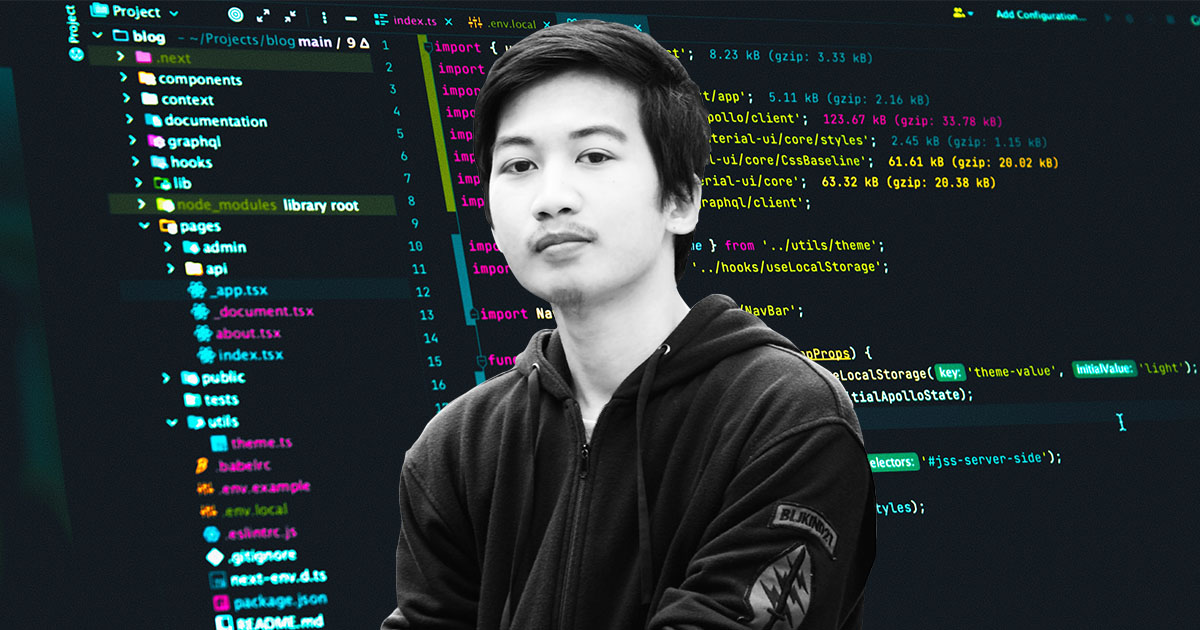 Project
Project
blog ~/Projects/blog main / 9 Δ
.next
components
context
documentation
graphql
hooks
lib
node_modules library root
pages
admin
api
_app.tsx
_document.tsx
about.tsx
index.tsx
public
tests
utils
theme.ts
.babelrc
.env.example
.env.local
.eslintrc.js
.gitignore
next-env.d.ts
package.json
README.md
index.ts
.env.local
Add Configuration...
1 import { t'; 8.23 kB (gzip: 3.33 kB)
2 import
3 t/app'; 5.11 kB (gzip: 2.16 kB)
4 pollo/client'; 123.67 kB (gzip: 33.78 kB)
5 terial-ui/core/styles'; 2.45 kB (gzip: 1.15 kB)
6 l-ui/core/CssBaseline'; 61.61 kB (gzip: 20.02 kB)
7 erial-ui/core'; 63.32 kB (gzip: 20.38 kB)
8 raphql/client';
9
10 } from '../utils/theme';
11 '../hooks/useLocalStorage';
12
13 import Na /NavBar';
14
15 ppProps) {
16 eLocalStorage( key: 'theme-value', initialValue: 'light');
itialApolloState);
electors: '#jss-server-side');
tyles);